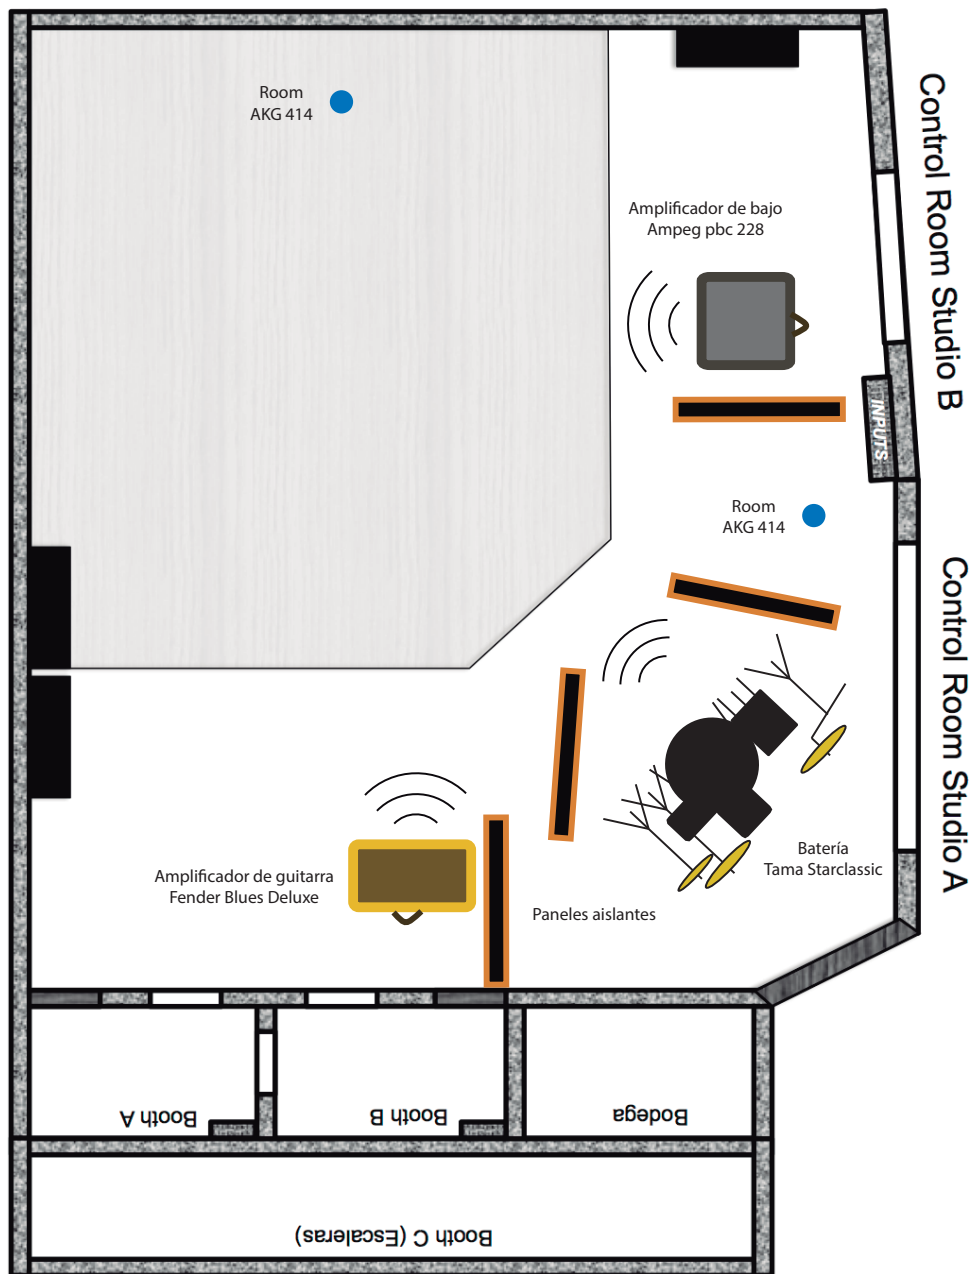 Room
AKG 414
Control Room Studio B
Amplificador de bajo
Ampeg pbc 228
INPUTS
Room
AKG 414
Control Room Studio A
Batería
Tama Starclassic
Amplificador de guitarra
Fender Blues Deluxe
Paneles aislantes
Booth A
Booth B
Bodega
Booth C (Escaleras)